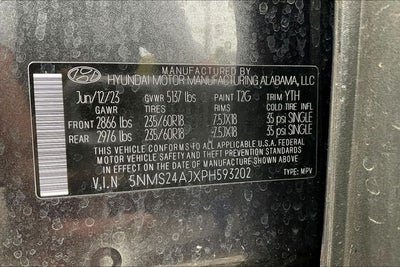 MANUFACTURED BY
HYUNDAI MOTOR MANUFACTURING ALABAMA, LLC
Jun/12/23 GVWR 5137 lbs PAINT T2G TRIM YTH
GAWR TIRES RIMS COLD TIRE INFL
FRONT 2866 lbs 235/60R18 7.5JX18 35 psi SINGLE
REAR 2976 lbs 235/60R18 7.5JX18 35 psi SINGLE
THIS VEHICLE CONFORMS TO ALL APPLICABLE U.S.A. FEDERAL
MOTOR VEHICLE SAFETY, BUMPER, AND THEFT PREVENTION STANDARDS
IN EFFECT ON THE DATE OF MANUFACTURE SHOWN ABOVE.
V.I.N 5NMS24AJXPH593202 TYPE: MPV